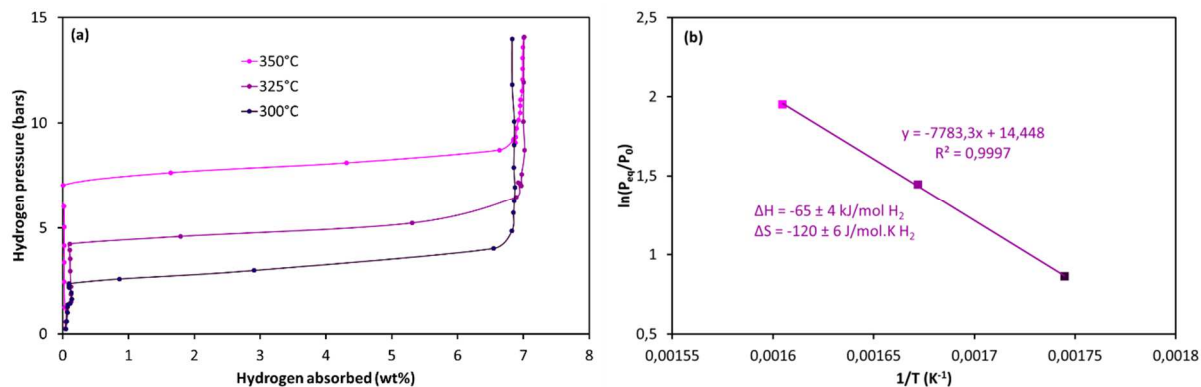 (a)
15
10
5
0
Hydrogen pressure (bars)
350°C
325°C
300°C
0 1 2 3 4 5 6 7 8
Hydrogen absorbed (wt%)
(b)
2,5
2
1,5
1
0,5
ln(Peq/P0)
y = -7783,3x + 14,448
R² = 0,9997
ΔH = -65 ± 4 kJ/mol H2
ΔS = -120 ± 6 J/mol.K H2
0,00155 0,0016 0,00165 0,0017 0,00175 0,0018
1/T (K-1)